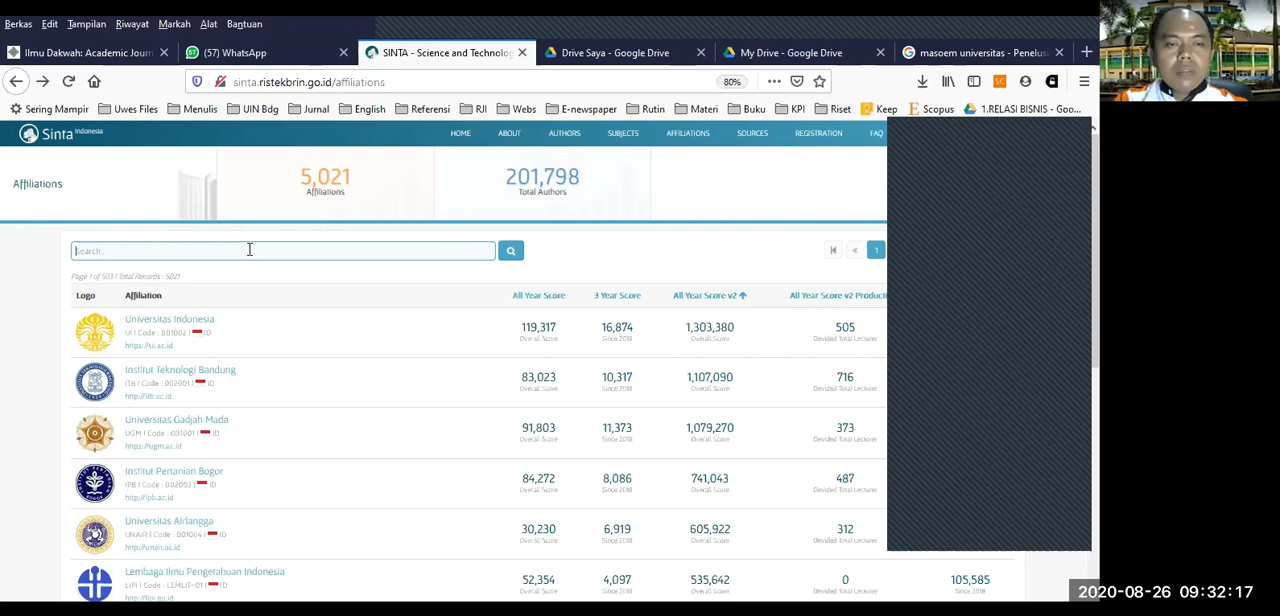 Berkas Edit Tampilan Riwayat Markah Alat Bantuan
Ilmu Dakwah: Academic Journ
(57) WhatsApp
SINTA - Science and Technolog
Drive Saya - Google Drive
My Drive - Google Drive
masoem universitas - Penelus
sinta.ristekbrin.go.id/affiliations
80%
Sering Mampir Uwes Files Menulis UIN Bdg Jurnal English Referensi RJI Webs E-newspaper Rutin Materi Buku KPI Riset Keep Scopus 1.RELASI BISNIS - Goo...
Sinta Indonesia
HOME ABOUT AUTHORS SUBJECTS AFFILIATIONS SOURCES REGISTRATION FAQ
Affiliations
5,021
Affiliations
201,798
Total Authors
Search..
1
Page 1 of 503 | Total Records : 5021
Logo Affiliation All Year Score 3 Year Score All Year Score v2 All Year Score v2 Producti
Universitas Indonesia 119,317 16,874 1,303,380 505
UI | Code : 001002 | ID Overall Score Since 2018 Overall Score Devided Total Lecturer
https://ui.ac.id
Institut Teknologi Bandung 83,023 10,317 1,107,090 716
ITB | Code : 002001 | ID Overall Score Since 2018 Overall Score Devided Total Lecturer
http://itb.ac.id
Universitas Gadjah Mada 91,803 11,373 1,079,270 373
UGM | Code : 001001 | ID Overall Score Since 2018 Overall Score Devided Total Lecturer
https://ugm.ac.id
Institut Pertanian Bogor 84,272 8,086 741,043 487
IPB | Code : 002003 | ID Overall Score Since 2018 Overall Score Devided Total Lecturer
http://ipb.ac.id
Universitas Airlangga 30,230 6,919 605,922 312
UNAIR | Code : 001004 | ID Overall Score Since 2018 Overall Score Devided Total Lecturer
http://unair.ac.id
Lembaga Ilmu Pengetahuan Indonesia 52,354 4,097 535,642 0 105,585
LIPI | Code : LEMLIT-01 | ID Overall Score Since 2018 Overall Score Devided Total Lecturer Since 2018
http://lipi.go.id
2020-08-26 09:32:17